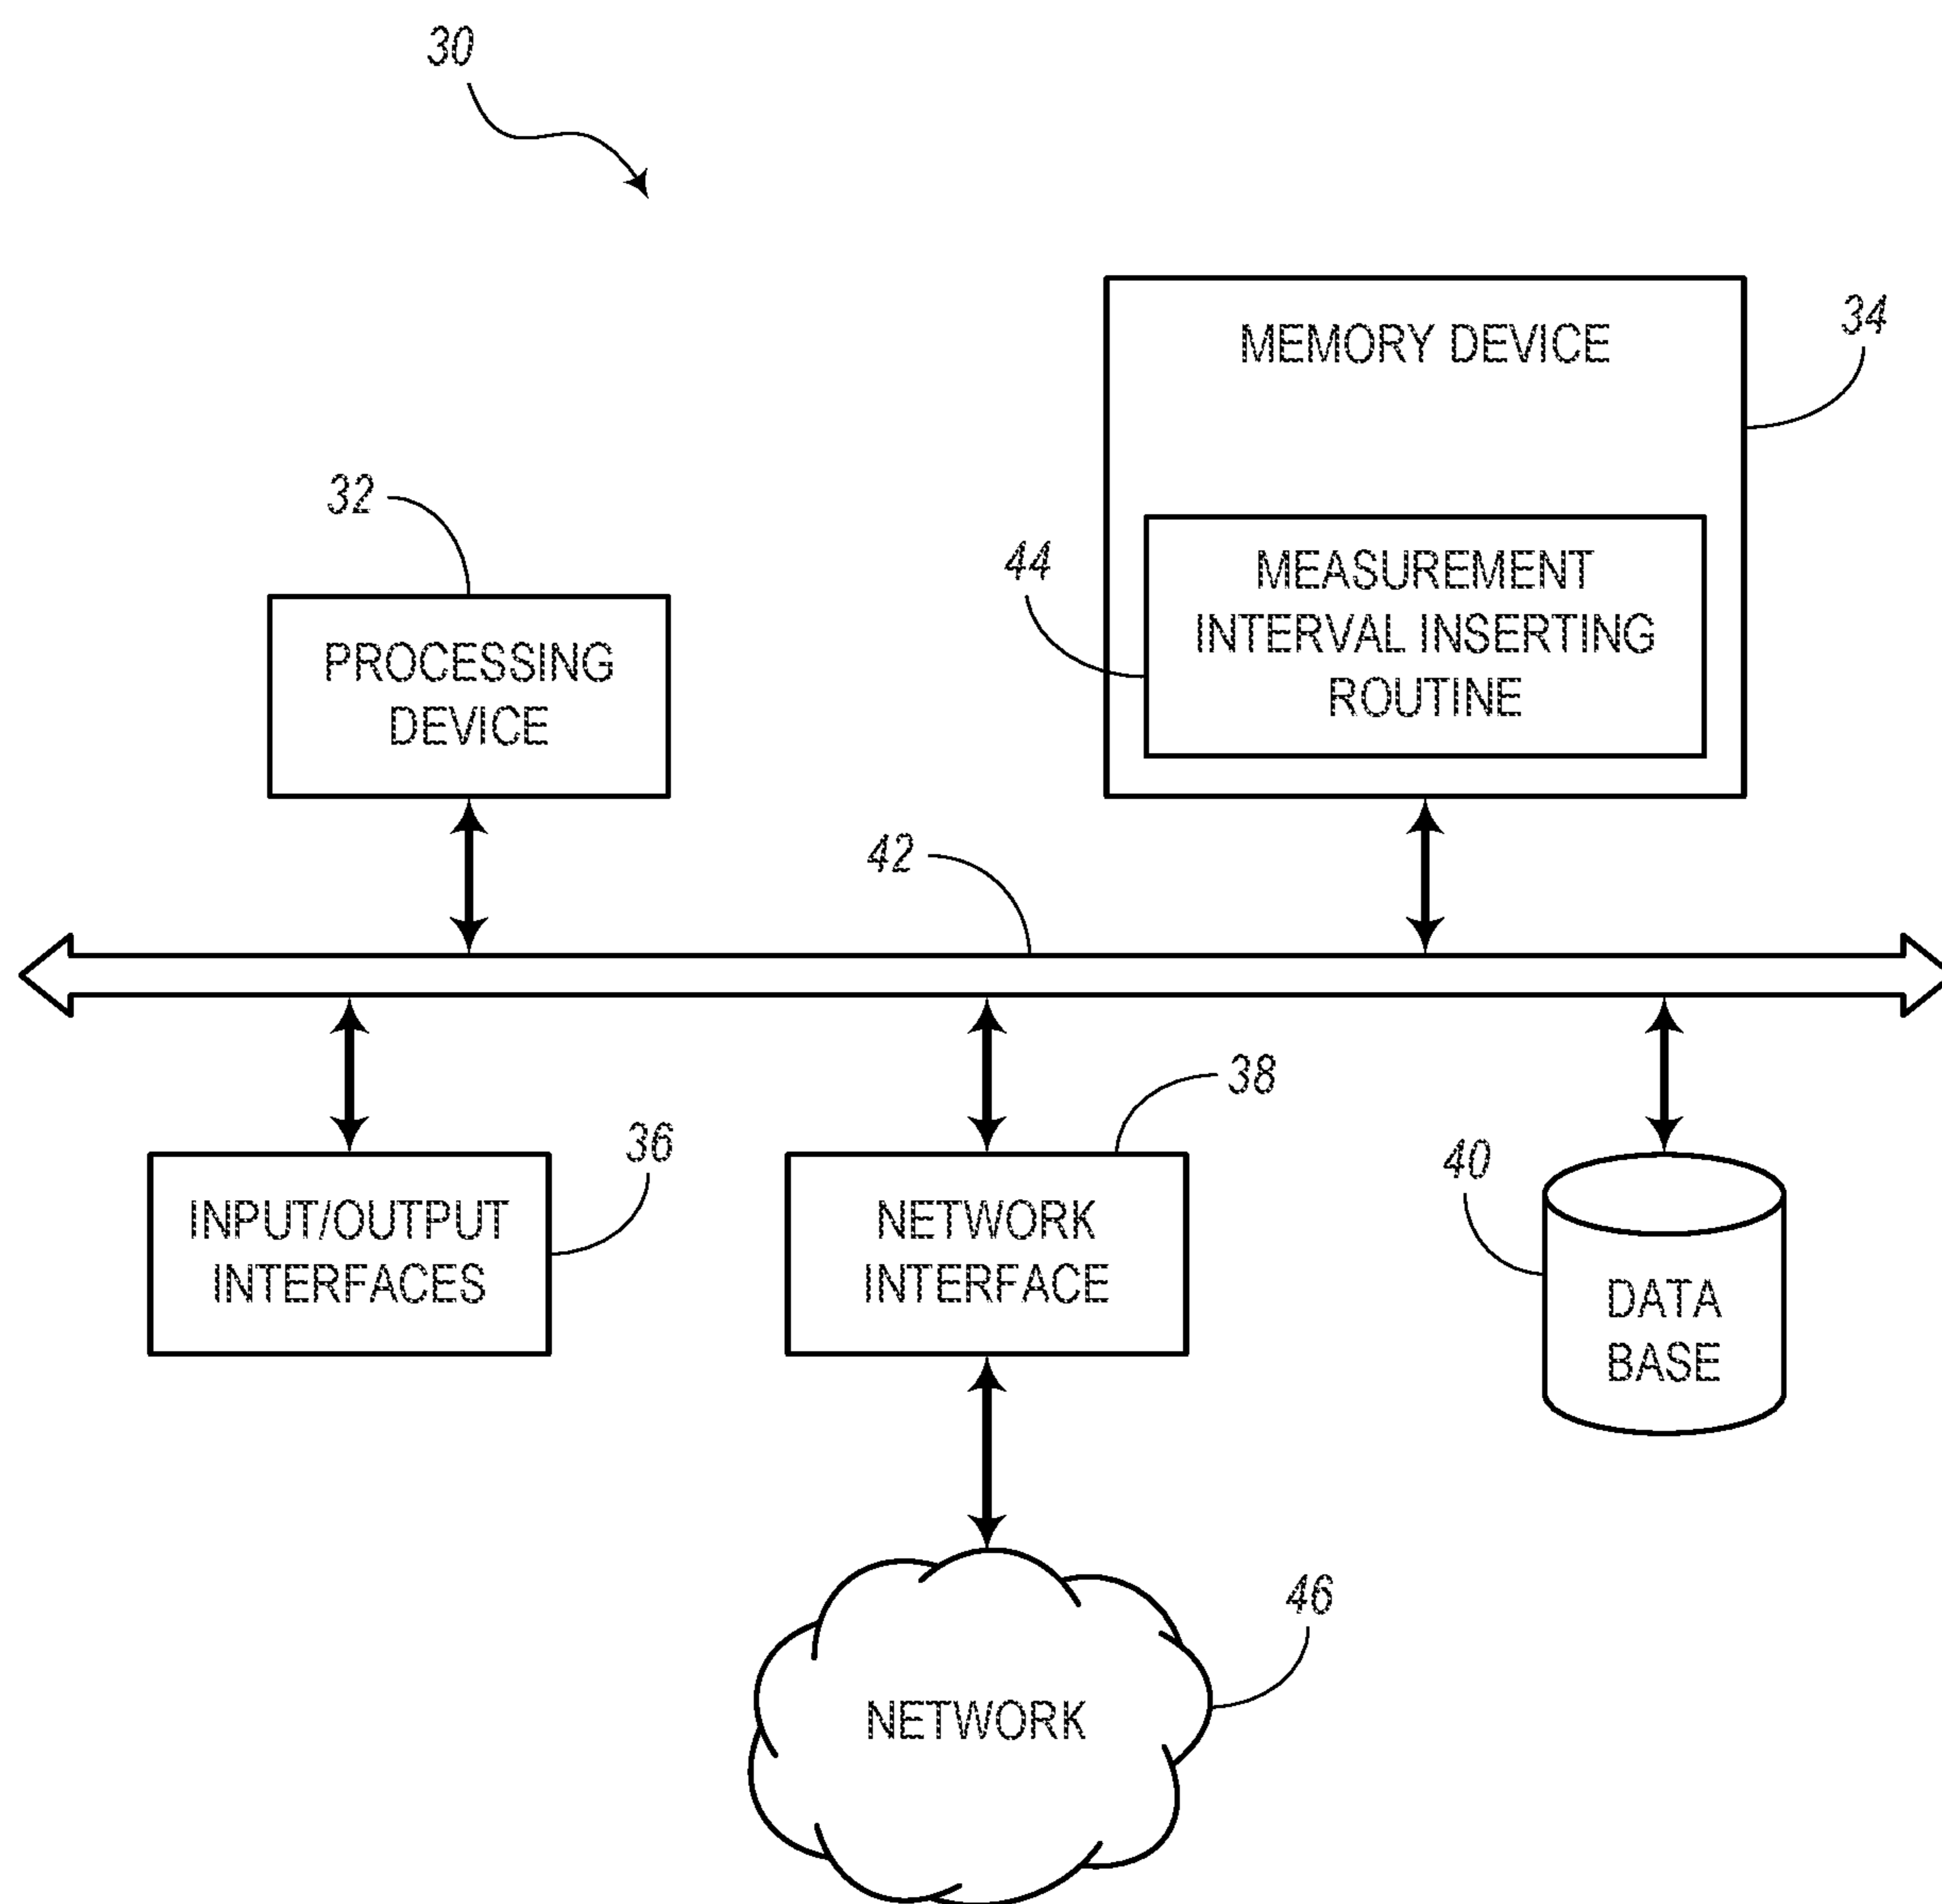 30
MEMORY DEVICE
34
32
44
MEASUREMENT
INTERVAL INSERTING
ROUTINE
PROCESSING
DEVICE
42
38
36
40
INPUT/OUTPUT
INTERFACES
NETWORK
INTERFACE
DATA
BASE
46
NETWORK